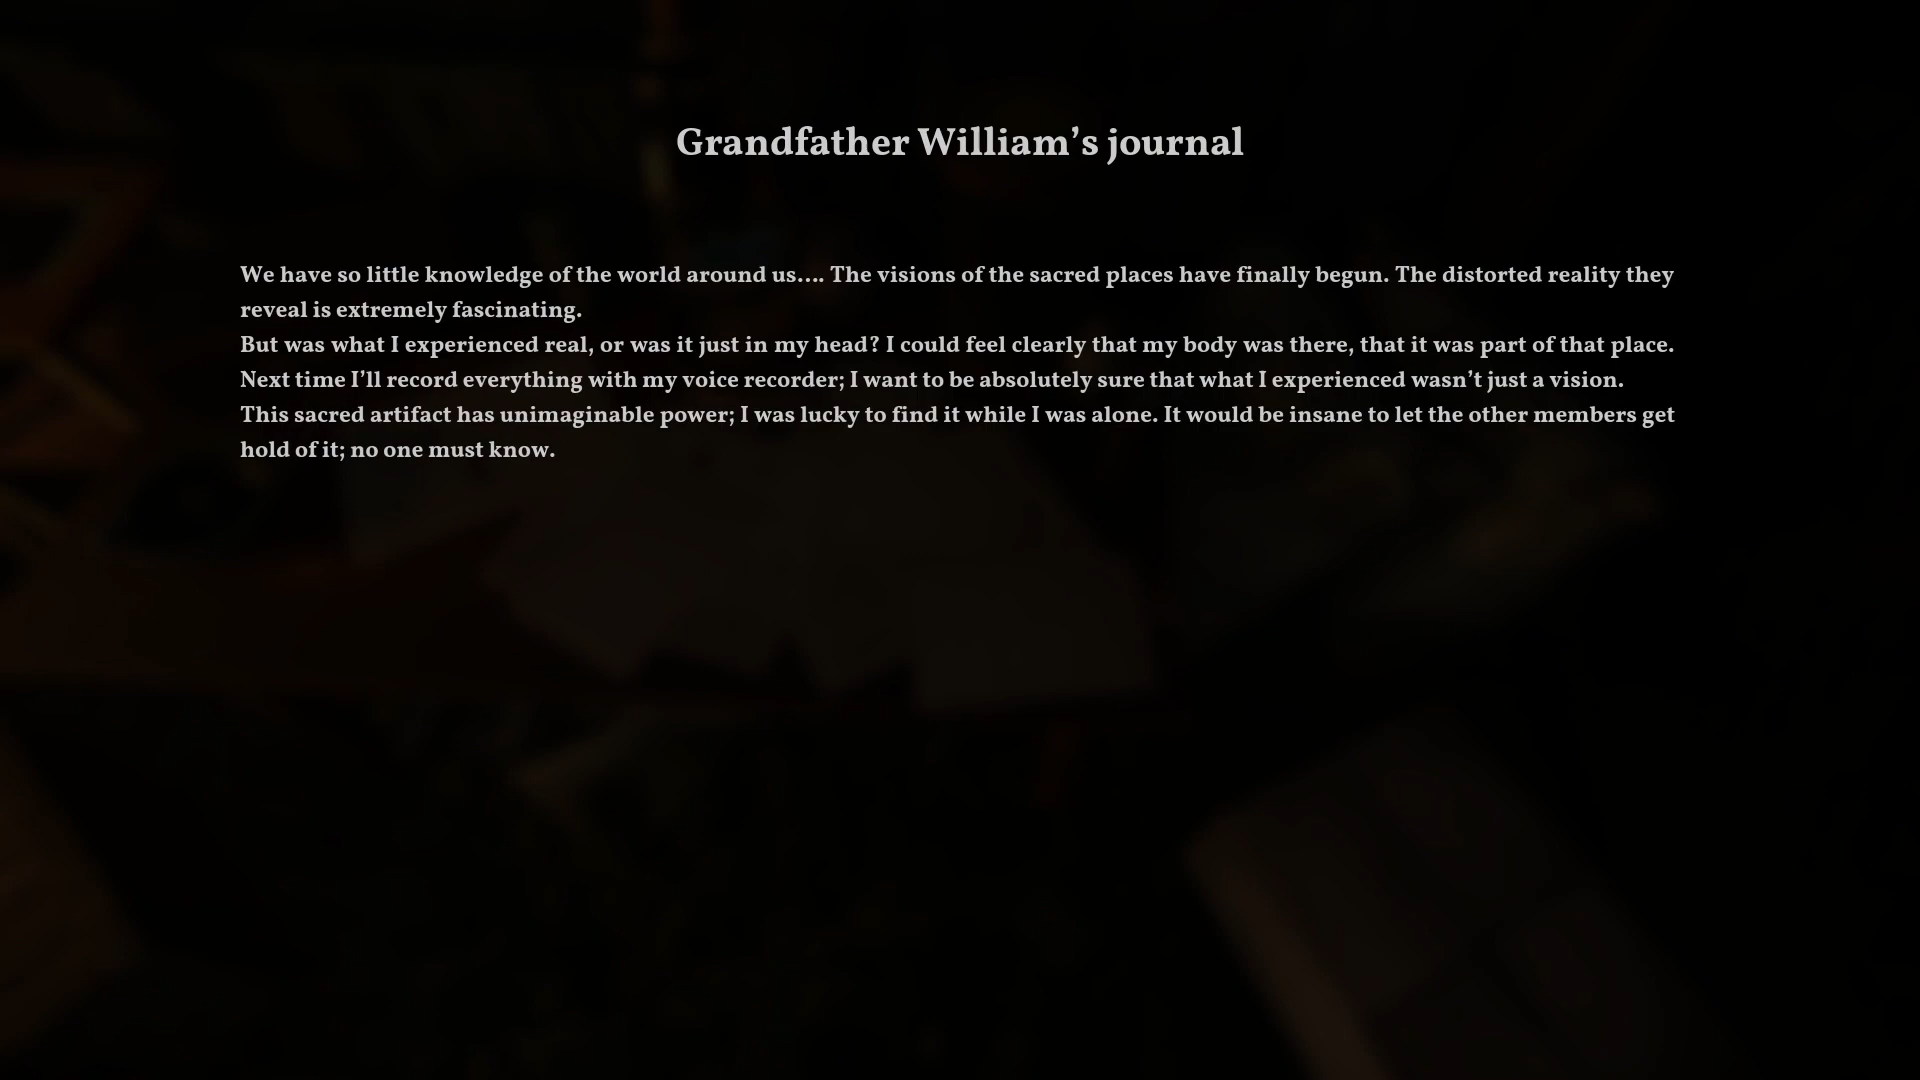 Grandfather William’s journal
We have so little knowledge of the world around us.... The visions of the sacred places have finally begun. The distorted reality they
reveal is extremely fascinating.
But was what I experienced real, or was it just in my head? I could feel clearly that my body was there, that it was part of that place.
Next time I’ll record everything with my voice recorder; I want to be absolutely sure that what I experienced wasn’t just a vision.
This sacred artifact has unimaginable power; I was lucky to find it while I was alone. It would be insane to let the other members get
hold of it; no one must know.